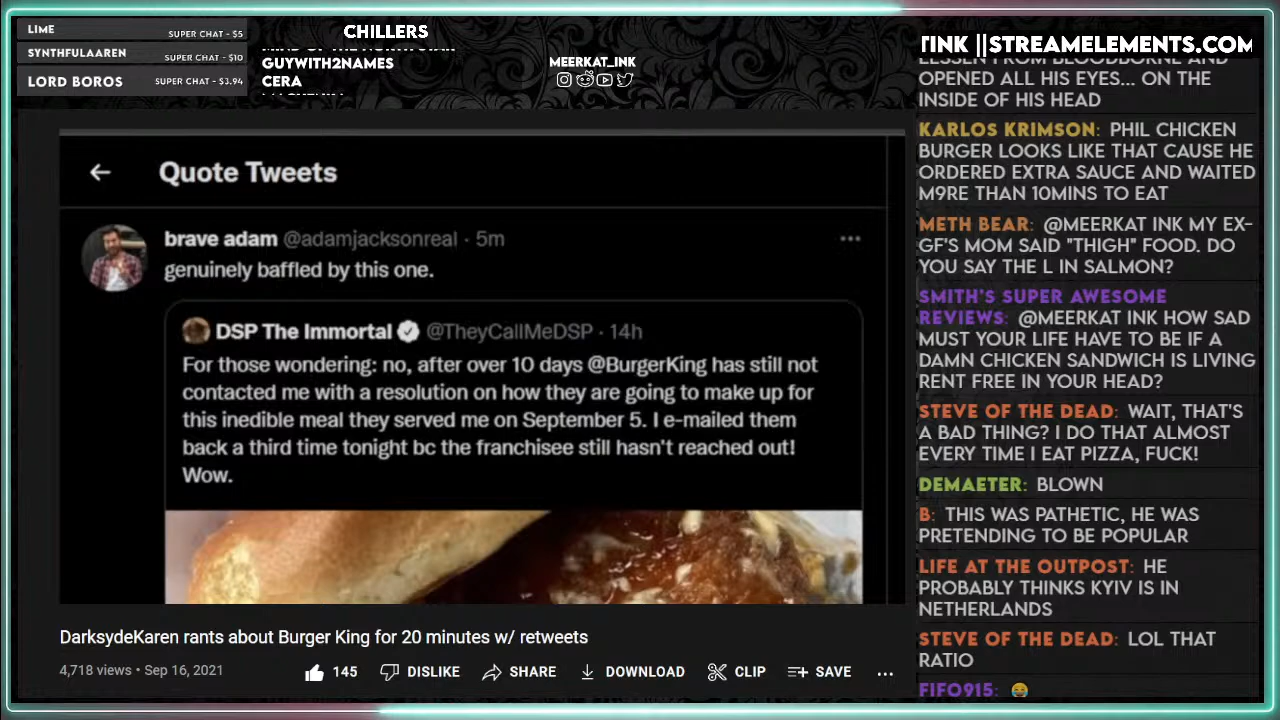 LIME SUPER CHAT - $5
SYNTHFULAAREN SUPER CHAT - $10
LORD BOROS SUPER CHAT - $3.94
CHILLERS
GUYWITH2NAMES
CERA
MEERKAT_INK
TINK ||STREAMELEMENTS.COM
Quote Tweets
brave adam @adamjacksonreal · 5m
genuinely baffled by this one.
DSP The Immortal @TheyCallMeDSP · 14h
For those wondering: no, after over 10 days @BurgerKing has still not
contacted me with a resolution on how they are going to make up for
this inedible meal they served me on September 5. I e-mailed them
back a third time tonight bc the franchisee still hasn't reached out!
Wow.
DarksydeKaren rants about Burger King for 20 minutes w/ retweets
4,718 views • Sep 16, 2021
145 DISLIKE SHARE DOWNLOAD CLIP SAVE
LESSEN FROM BLOODBORNE AND
OPENED ALL HIS EYES... ON THE
INSIDE OF HIS HEAD
KARLOS KRIMSON: PHIL CHICKEN
BURGER LOOKS LIKE THAT CAUSE HE
ORDERED EXTRA SAUCE AND WAITED
M9RE THAN 10MINS TO EAT
METH BEAR: @MEERKAT INK MY EX-
GF'S MOM SAID "THIGH" FOOD. DO
YOU SAY THE L IN SALMON?
SMITH'S SUPER AWESOME
REVIEWS: @MEERKAT INK HOW SAD
MUST YOUR LIFE HAVE TO BE IF A
DAMN CHICKEN SANDWICH IS LIVING
RENT FREE IN YOUR HEAD?
STEVE OF THE DEAD: WAIT, THAT'S
A BAD THING? I DO THAT ALMOST
EVERY TIME I EAT PIZZA, FUCK!
DEMAETER: BLOWN
B: THIS WAS PATHETIC, HE WAS
PRETENDING TO BE POPULAR
LIFE AT THE OUTPOST: HE
PROBABLY THINKS KYIV IS IN
NETHERLANDS
STEVE OF THE DEAD: LOL THAT
RATIO
FIFO915: 😂